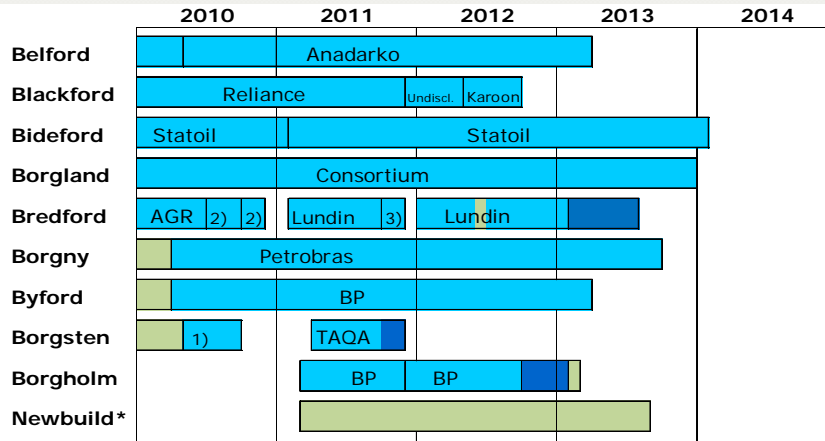 2010 2011 2012 2013 2014
Belford Anadarko
Blackford Reliance Undiscl. Karoon
Bideford Statoil Statoil
Borgland Consortium
Bredford AGR 2) 2) Lundin 3) Lundin
Borgny Petrobras
Byford BP
Borgsten 1) TAQA
Borgholm BP BP
Newbuild*